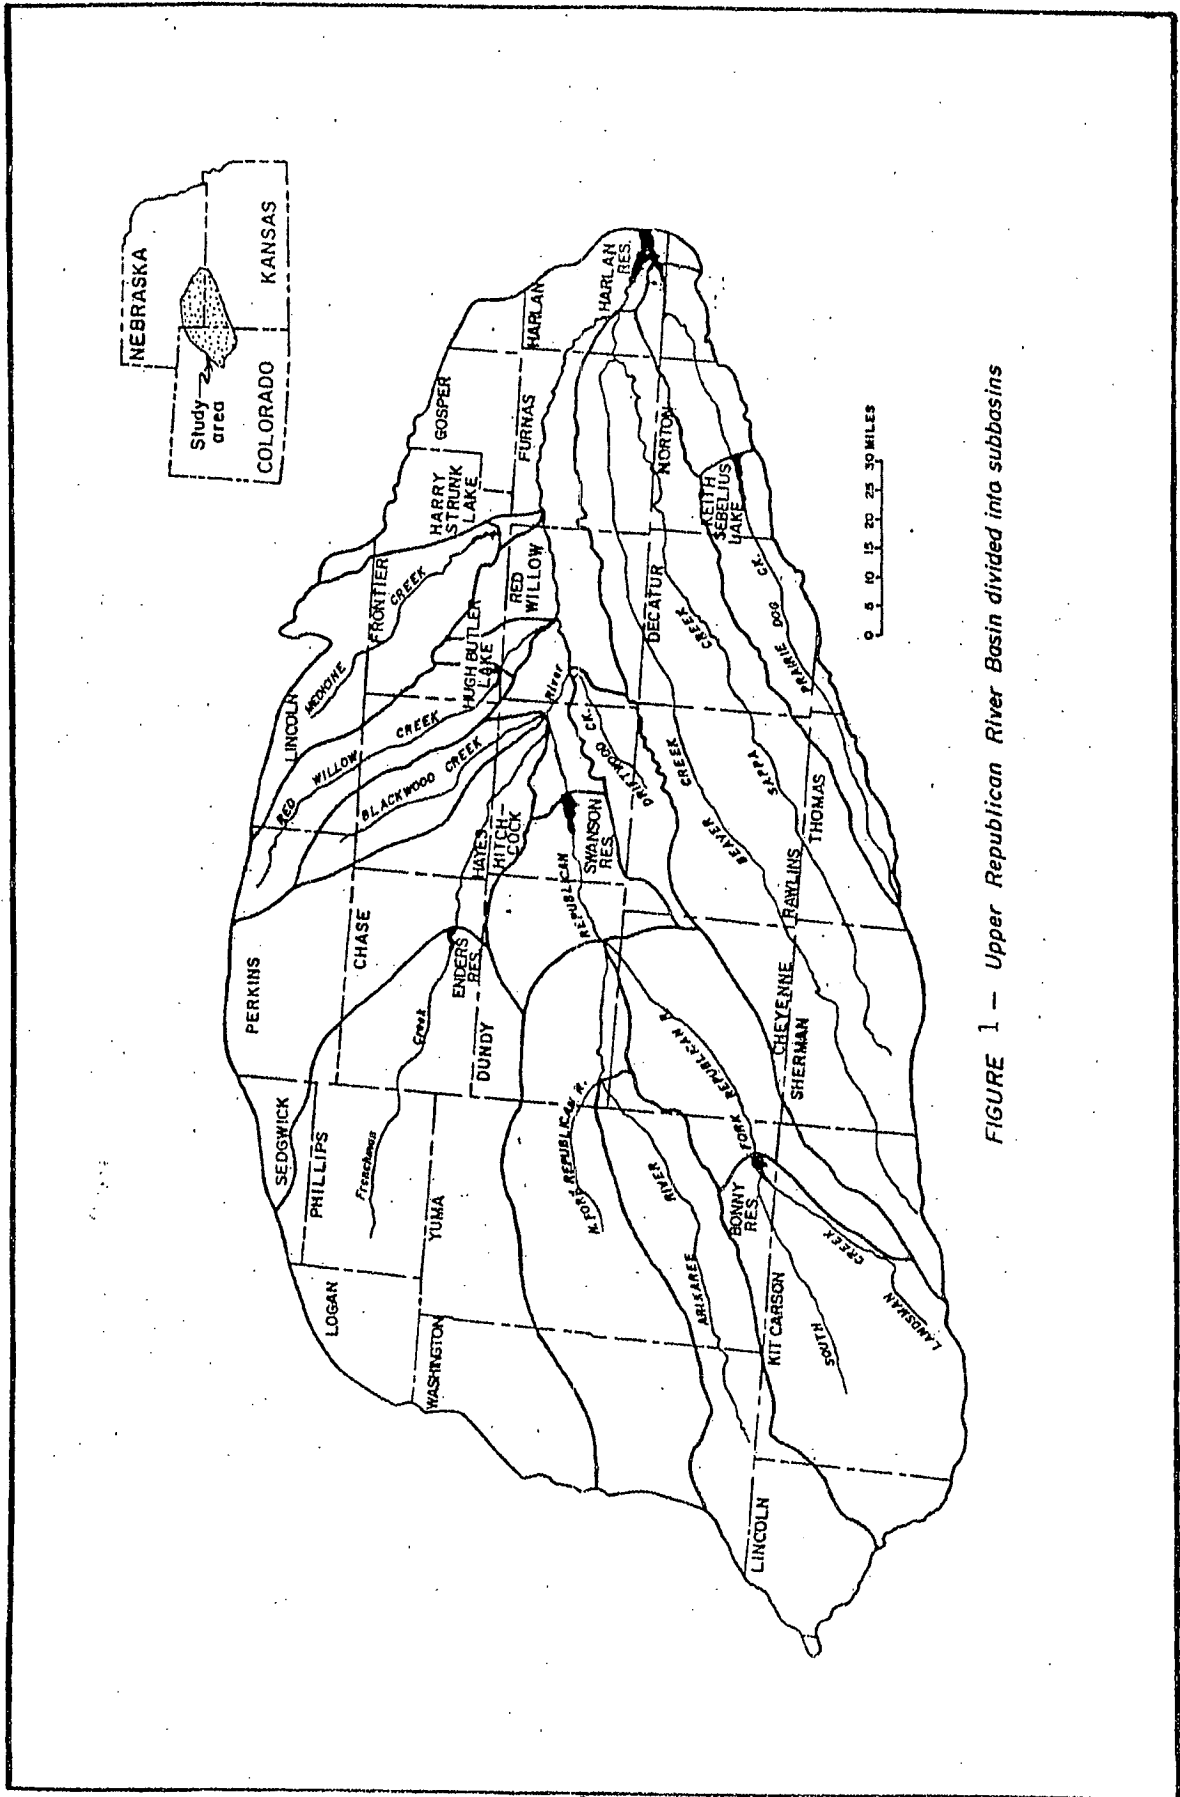 NEBRASKA
KANSAS
COLORADO
Study
area
SEDGWICK
PERKINS
LINCOLN
PHILLIPS
LOGAN
CHASE
FRONTIER
GOSPER
HARLAN
YUMA
WASHINGTON
DUNDY
HAYES
HITCH-
COCK
RED
WILLOW
FURNAS
HARRY
STRUNK
LAKE
HUGH BUTLER
LAKE
HARLAN
RES.
ENDERS
RES.
SWANSON
RES.
BONNY
RES.
KEITH
SEBELIUS
LAKE
MEDICINE CREEK
RED WILLOW CREEK
BLACKWOOD CREEK
Frenchman Creek
REPUBLICAN River
DRIFTWOOD CK.
N. FORK REPUBLICAN R.
ARIKAREE RIVER
SOUTH FORK REPUBLICAN R.
LANDSMAN CREEK
BEAVER CREEK
SAPPA CREEK
PRAIRIE DOG CK.
NORTON
DECATUR
RAWLINS
THOMAS
CHEYENNE
SHERMAN
KIT CARSON
LINCOLN
0 5 10 15 20 25 30 MILES
FIGURE 1 — Upper Republican River Basin divided into subbasins